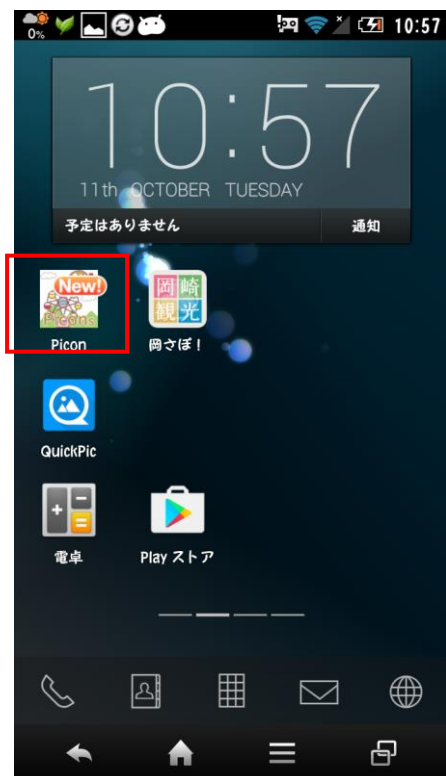 0%
10:57
10:57
11th OCTOBER TUESDAY
予定はありません 通知
New!
Picons
岡崎
観光
Picon
岡さぽ!
QuickPic
電卓
Play ストア